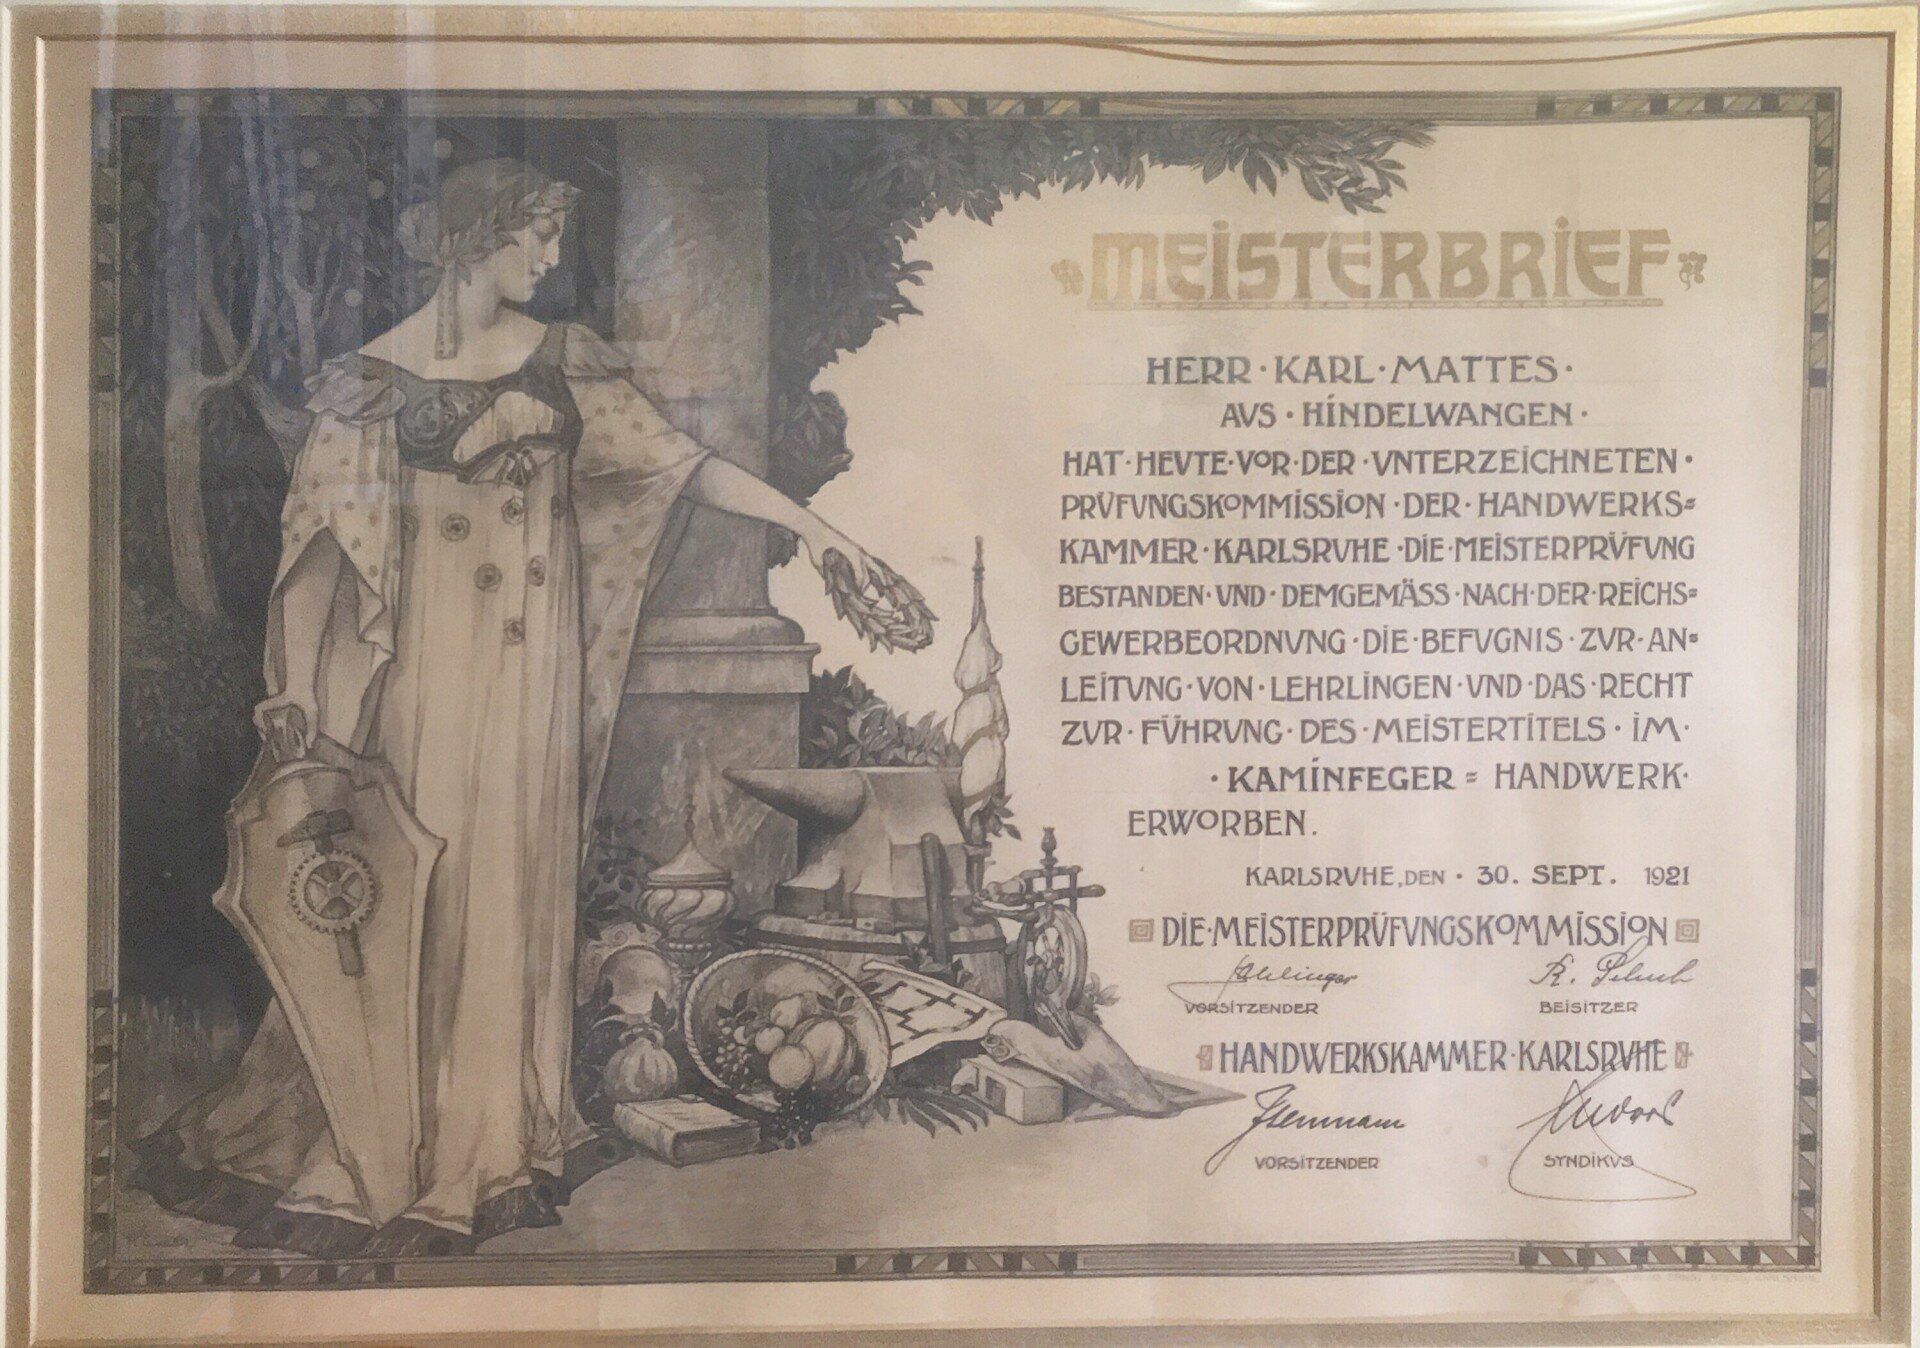 MEISTERBRIEF
HERR · KARL · MATTES ·
AVS · HINDELWANGEN ·
HAT · HEVTE · VOR · DER · VNTERZEICHNETEN ·
PRÜFVNGSKOMMISSION · DER · HANDWERKS=
KAMMER · KARLSRVHE · DIE · MEISTERPRÜFVNG
BESTANDEN · VND · DEMGEMÄSS · NACH · DER · REICHS=
GEWERBEORDNVNG · DIE · BEFVGNIS · ZVR · AN=
LEITVNG · VON · LEHRLINGEN · VND · DAS · RECHT
ZVR · FÜHRVNG · DES · MEISTERTITELS · IM ·
· KAMINFEGER = HANDWERK ·
ERWORBEN.
KARLSRVHE, DEN · 30. SEPT. 1921
DIE · MEISTERPRÜFVNGSKOMMISSION
R.
VORSITZENDER BEISITZER
HANDWERKSKAMMER · KARLSRVHE
Isenmann
VORSITZENDER SYNDIKVS